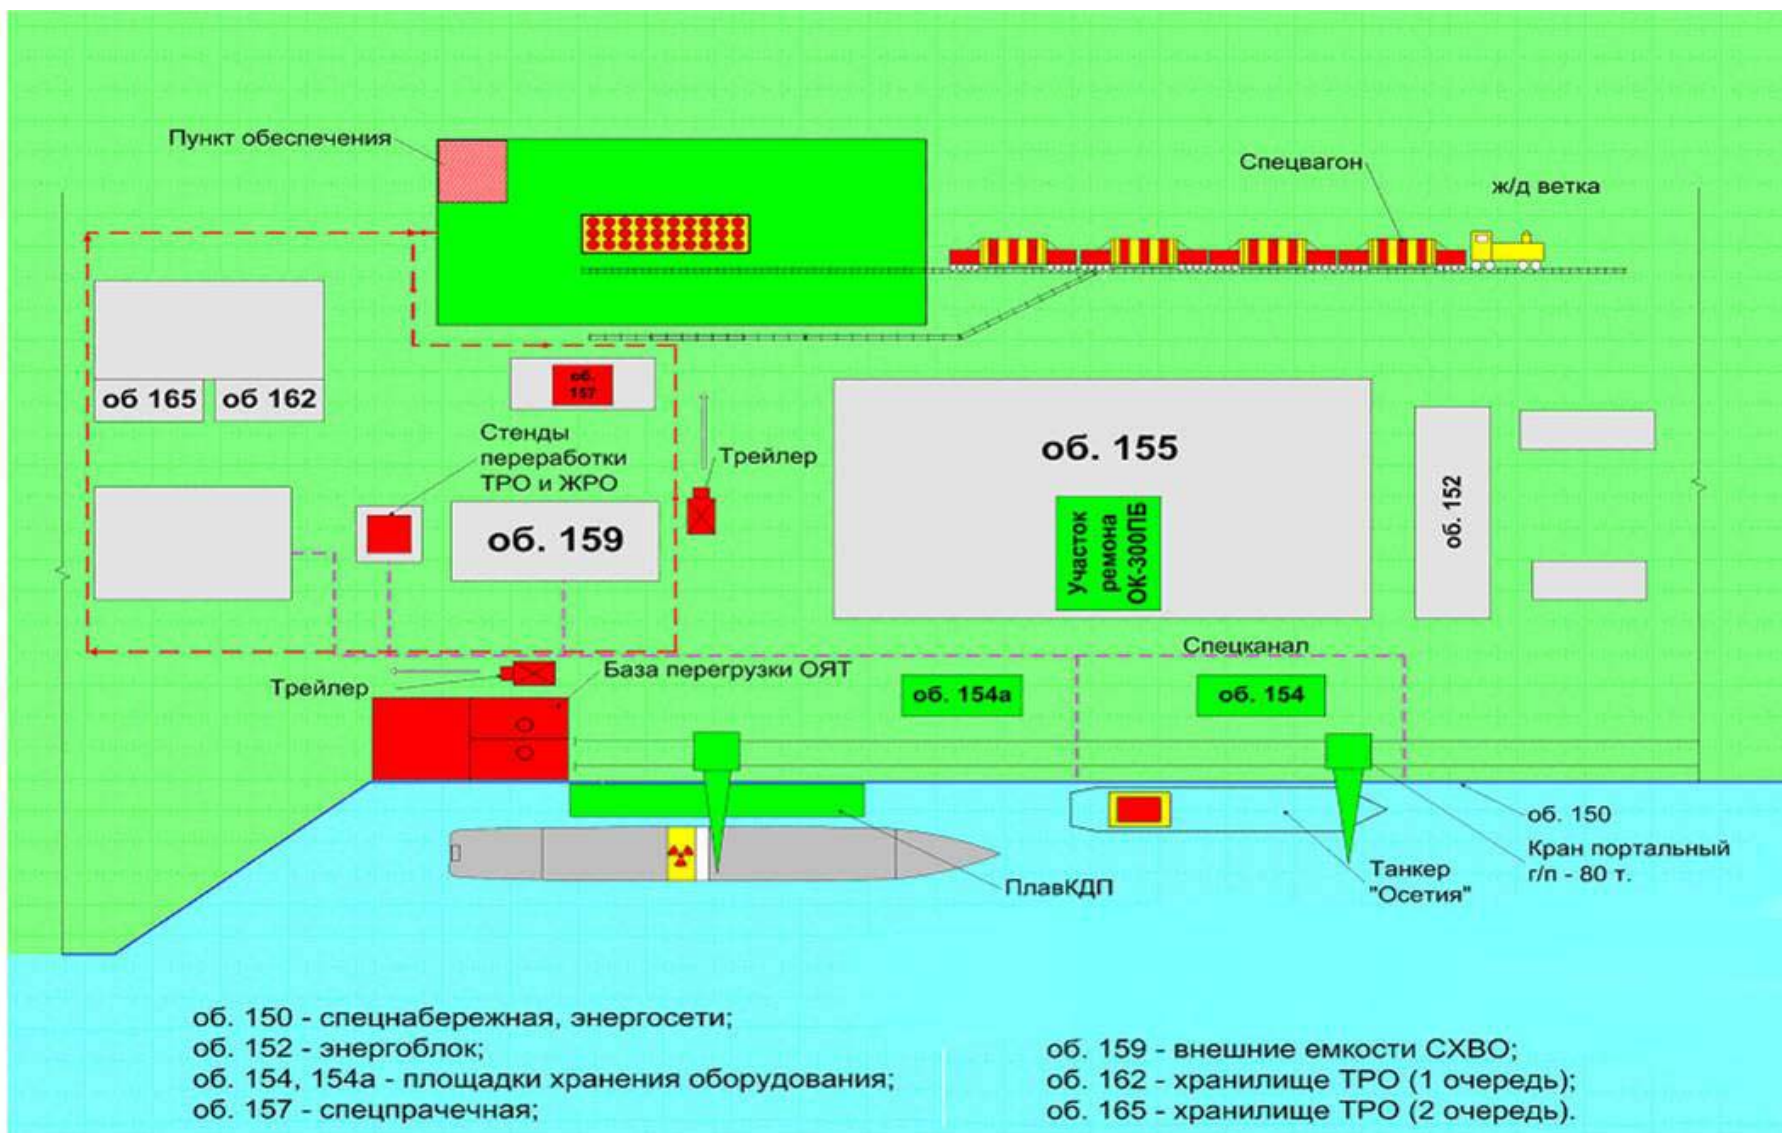 Пункт обеспечения
Спецвагон
ж/д ветка
об 165
об 162
об.
157
Стенды
переработки
ТРО и ЖРО
Трейлер
об. 155
об. 159
Участок
ремона
ОК-300ПБ
об. 152
Спецканал
База перегрузки ОЯТ
Трейлер
об. 154а
об. 154
об. 150
Кран портальный
г/п - 80 т.
Танкер
"Осетия"
ПлавКДП
об. 150 - спецнабережная, энергосети;
об. 152 - энергоблок;
об. 154, 154а - площадки хранения оборудования;
об. 157 - спецпрачечная;
об. 159 - внешние емкости СХВО;
об. 162 - хранилище ТРО (1 очередь);
об. 165 - хранилище ТРО (2 очередь).